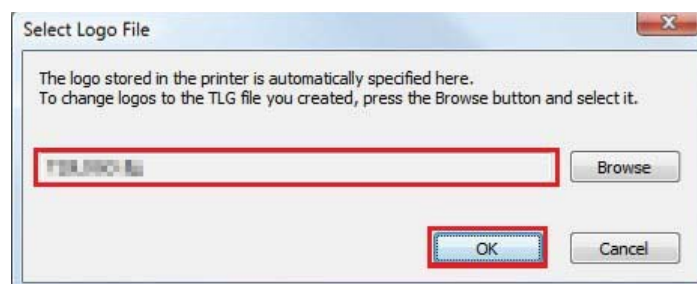 Select Logo File
The logo stored in the printer is automatically specified here.
To change logos to the TLG file you created, press the Browse button and select it.
Browse
OK
Cancel